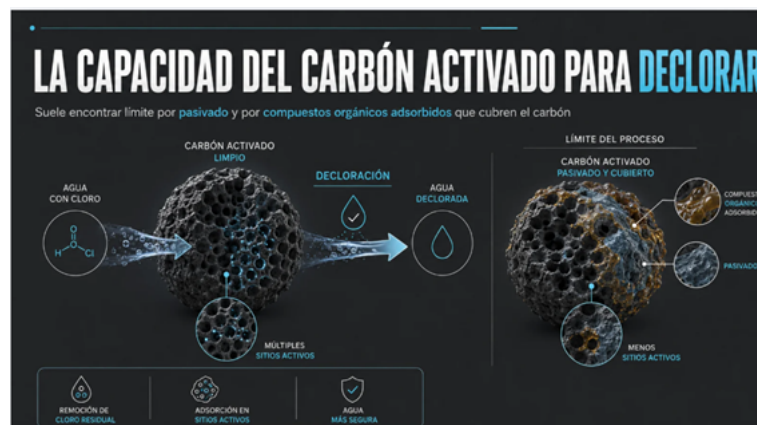 LA CAPACIDAD DEL CARBÓN ACTIVADO PARA DECLORAR
Suele encontrar límite por pasivado y por compuestos orgánicos adsorbidos que cubren el carbón
AGUA
CON CLORO
H
O
O
Cl
CARBÓN ACTIVADO
LIMPIO
DECLORACIÓN
AGUA
DECLORADA
MÚLTIPLES
SITIOS ACTIVOS
LÍMITE DEL PROCESO
CARBÓN ACTIVADO
PASIVADO Y CUBIERTO
PASIVADO
MENOS
SITIOS ACTIVOS
REMOCIÓN DE
CLORO RESIDUAL
ADSORCIÓN EN
SITIOS ACTIVOS
AGUA
MÁS SEGURA